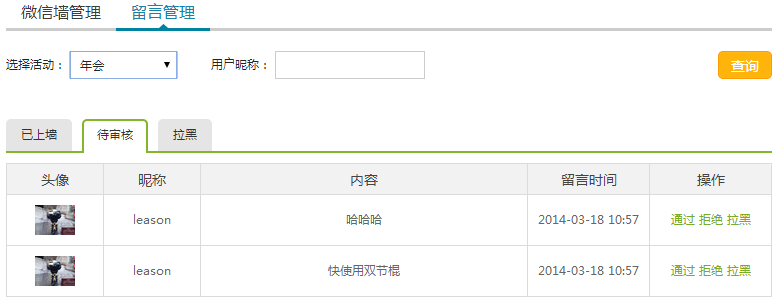 微信墙管理 留言管理
选择活动： 年会 用户昵称： 查询
已上墙 待审核 拉黑
头像 昵称 内容 留言时间 操作
leason 哈哈哈 2014-03-18 10:57 通过 拒绝 拉黑
leason 快使用双节棍 2014-03-18 10:57 通过 拒绝 拉黑